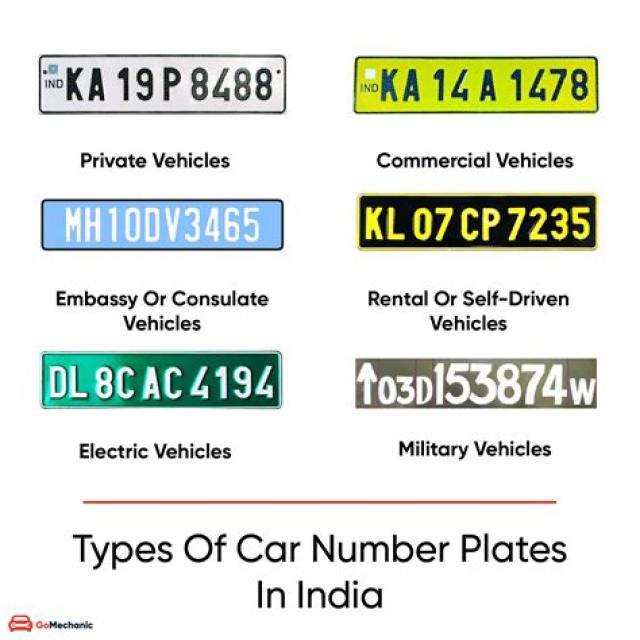 IND KA 19 P 8488
IND KA 14 A 1478
Private Vehicles
Commercial Vehicles
MH10DV3465
KL 07 CP 7235
Embassy Or Consulate
Vehicles
Rental Or Self-Driven
Vehicles
DL 8C AC 4194
↑03D153874W
Electric Vehicles
Military Vehicles
Types Of Car Number Plates
In India
GoMechanic